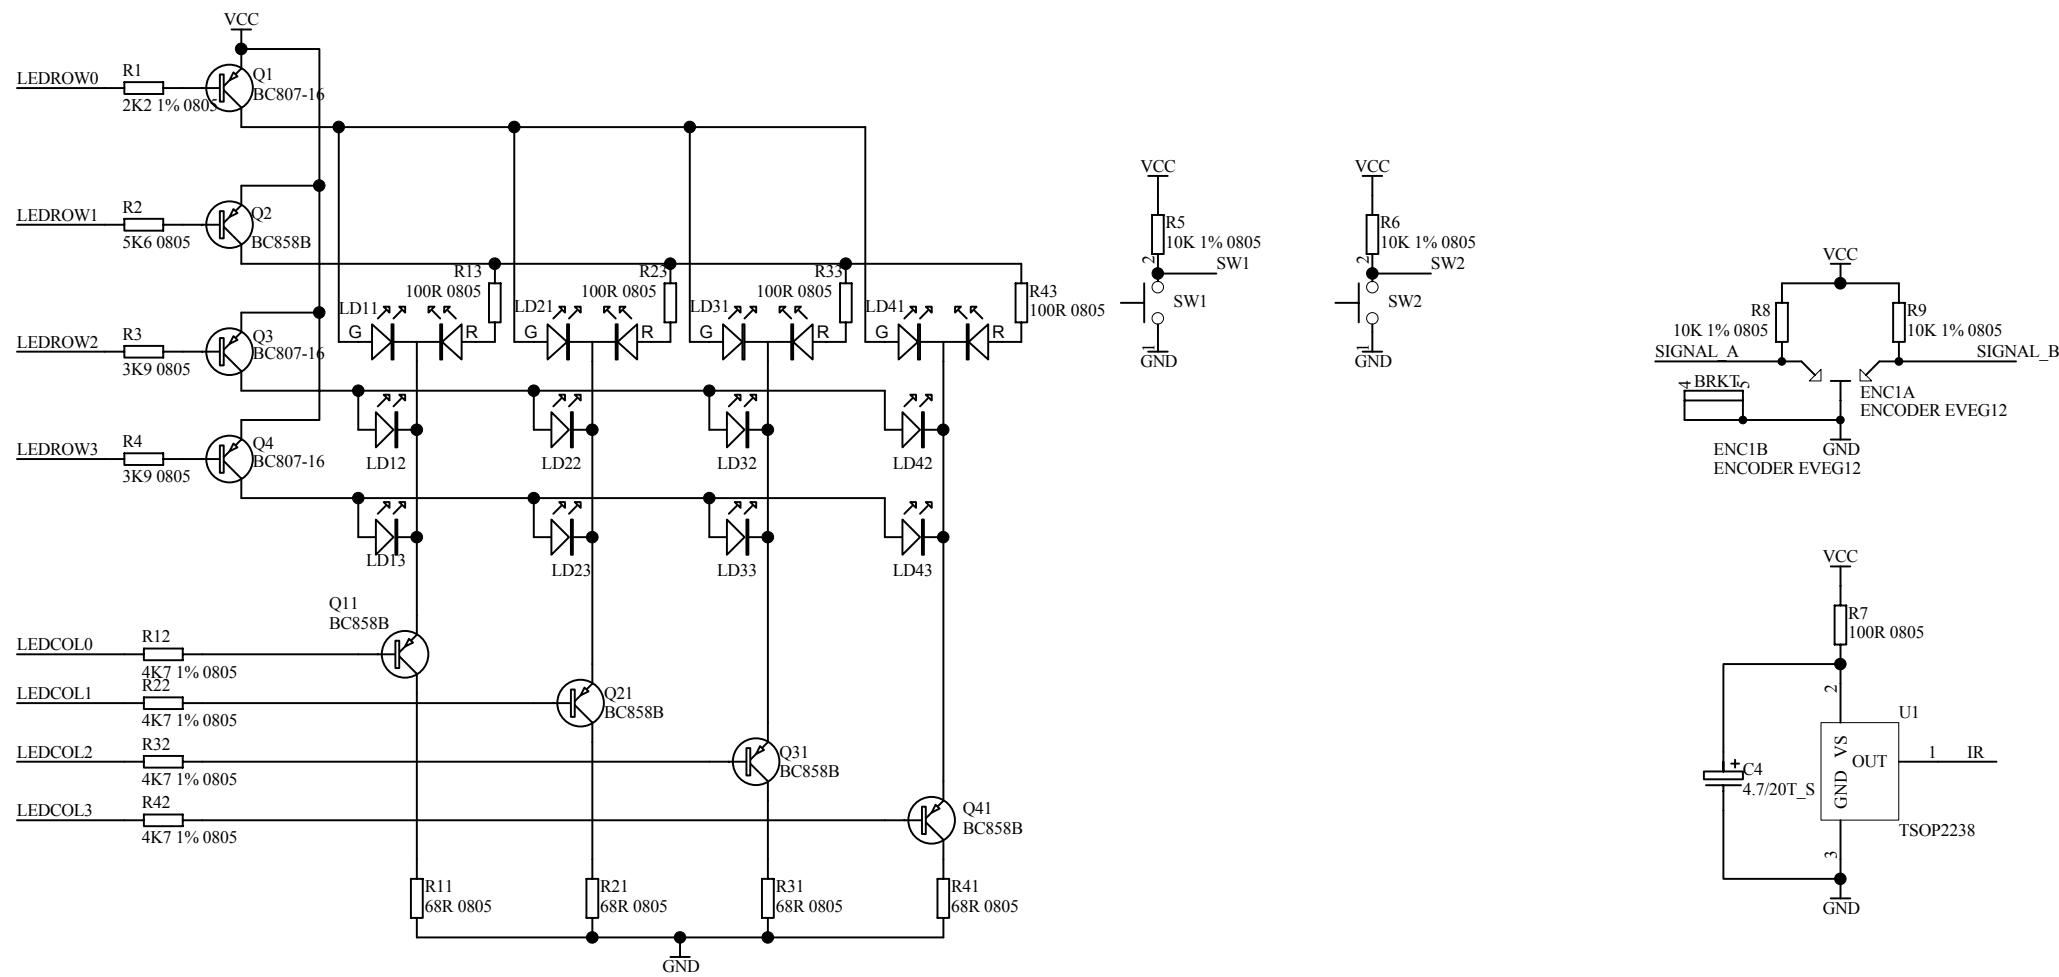 VCC
LEDROW0
R1
2K2 1% 0805
Q1
BC807-16
LEDROW1
R2
5K6 0805
Q2
BC858B
LEDROW2
R3
3K9 0805
Q3
BC807-16
LEDROW3
R4
3K9 0805
Q4
BC807-16
R13
100R 0805
LD11
G
R
R23
100R 0805
LD21
G
R
R33
100R 0805
LD31
G
R
R43
100R 0805
LD41
G
R
LD12
LD22
LD32
LD42
LD13
LD23
LD33
LD43
Q11
BC858B
LEDCOL0
R12
4K7 1% 0805
LEDCOL1
R22
4K7 1% 0805
Q21
BC858B
LEDCOL2
R32
4K7 1% 0805
Q31
BC858B
LEDCOL3
R42
4K7 1% 0805
Q41
BC858B
R11
68R 0805
R21
68R 0805
R31
68R 0805
R41
68R 0805
GND
VCC
R5
10K 1% 0805
2
SW1
SW1
1
GND
VCC
R6
10K 1% 0805
2
SW2
SW2
1
GND
VCC
R8
10K 1% 0805
R9
10K 1% 0805
SIGNAL_A
SIGNAL_B
4 BRKT 5
ENC1A
ENCODER EVEG12
ENC1B
ENCODER EVEG12
GND
VCC
R7
100R 0805
2
U1
VS
OUT
GND
1
IR
+
C4
4.7/20T_S
TSOP2238
3
GND